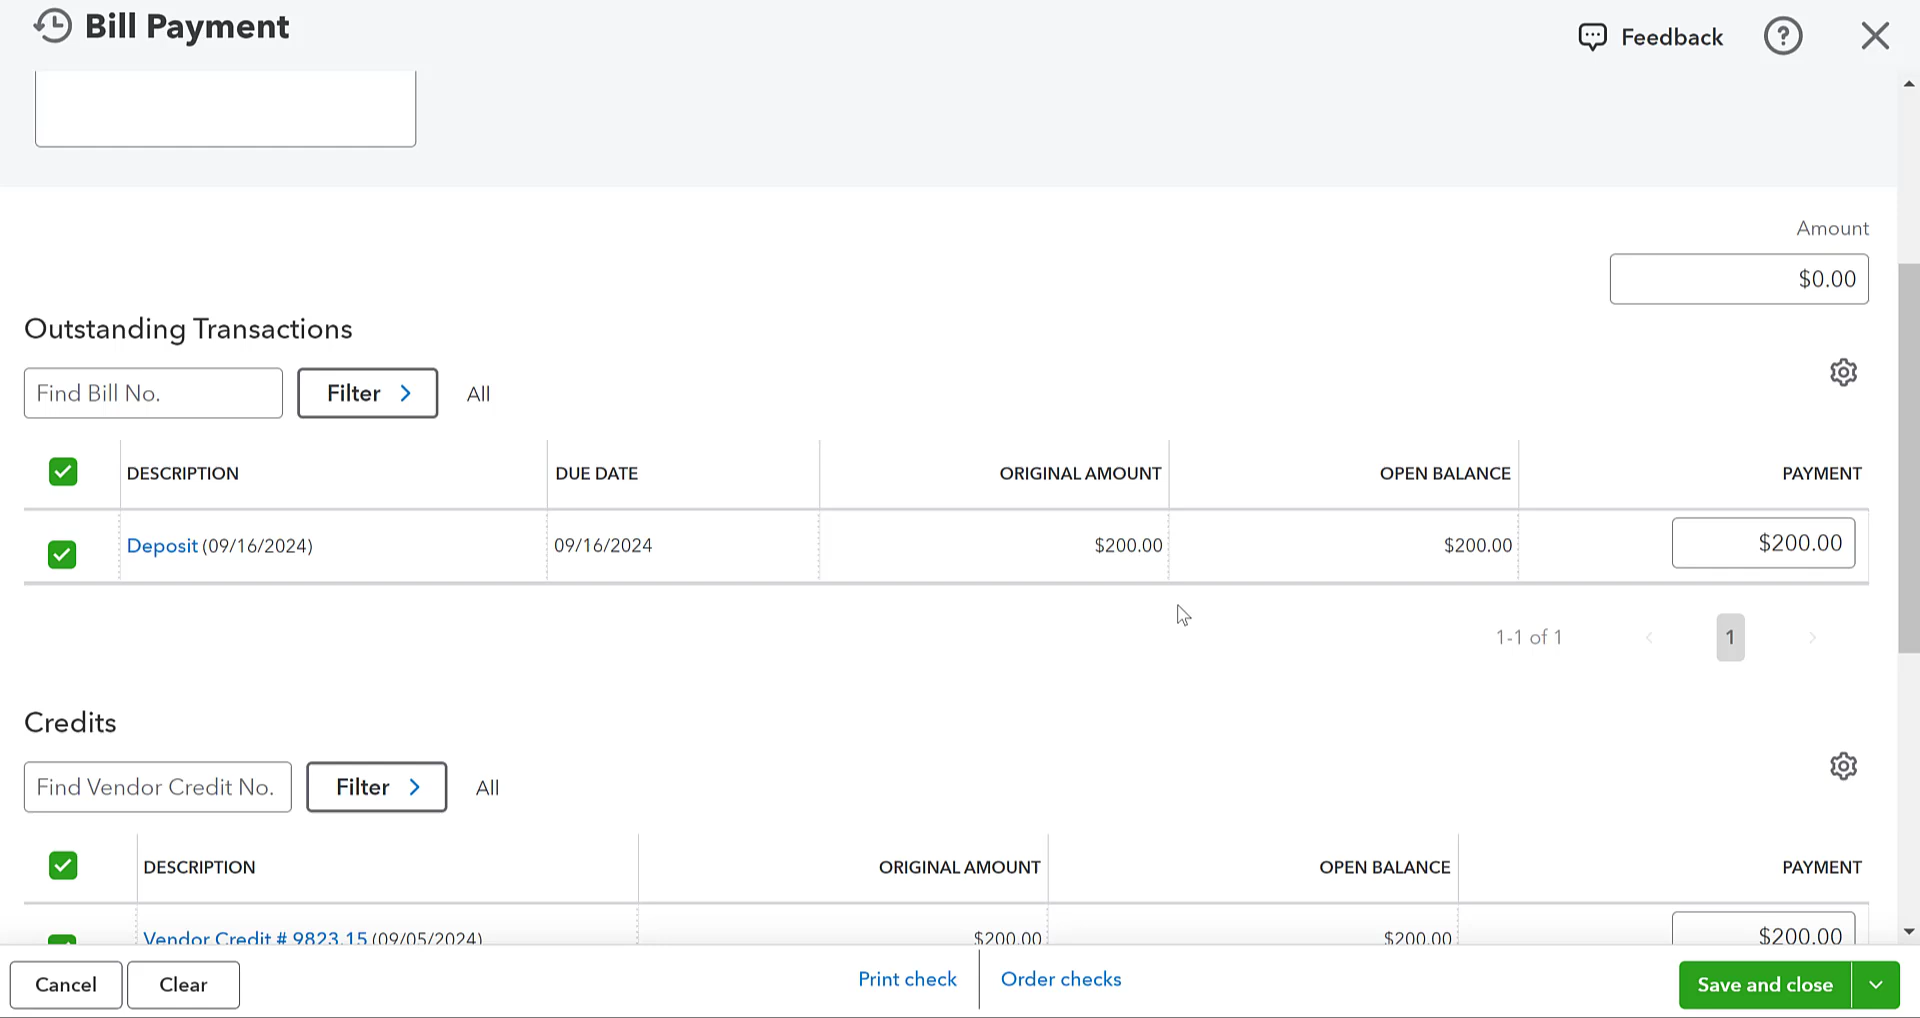 Bill Payment
Feedback
Amount
$0.00
Outstanding Transactions
Find Bill No.
Filter
All
DESCRIPTION DUE DATE ORIGINAL AMOUNT OPEN BALANCE PAYMENT
Deposit (09/16/2024) 09/16/2024 $200.00 $200.00 $200.00
1-1 of 1 1
Credits
Find Vendor Credit No.
Filter
All
DESCRIPTION ORIGINAL AMOUNT OPEN BALANCE PAYMENT
Vendor Credit # 9823.15 (09/05/2024) $200.00 $200.00 $200.00
Cancel Clear Print check Order checks Save and close